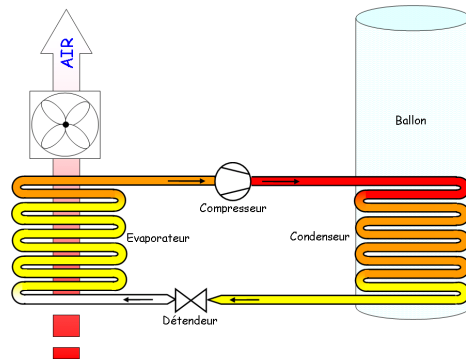 AIR
Ballon
Compresseur
Evaporateur
Condenseur
Détendeur